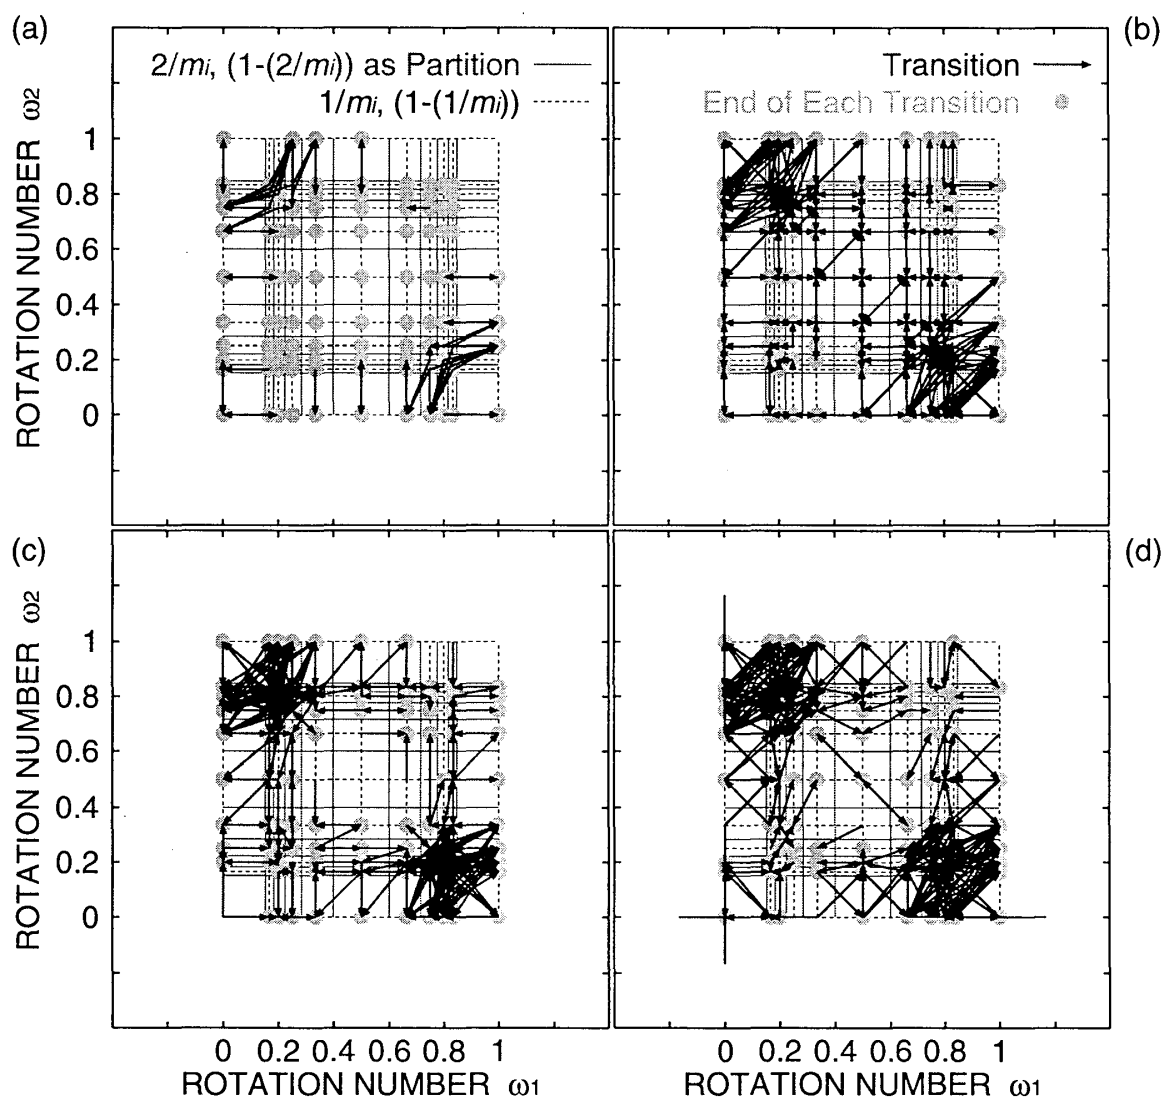 (a)
2/mi, (1-(2/mi)) as Partition
1/mi, (1-(1/mi))
ROTATION NUMBER ω2
1
0.8
0.6
0.4
0.2
0
(b)
Transition
End of Each Transition
(c)
ROTATION NUMBER ω2
1
0.8
0.6
0.4
0.2
0
0 0.2 0.4 0.6 0.8 1
ROTATION NUMBER ω1
(d)
0 0.2 0.4 0.6 0.8 1
ROTATION NUMBER ω1